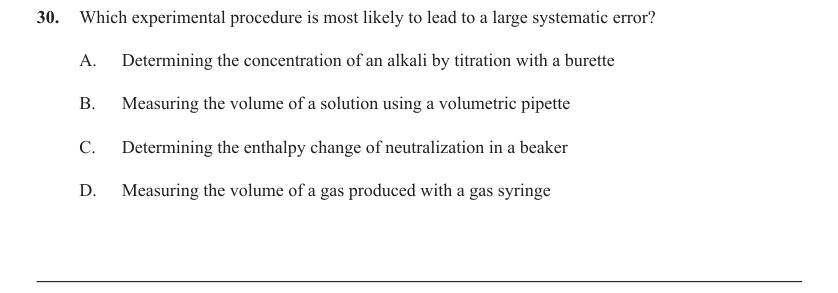 30. Which experimental procedure is most likely to lead to a large systematic error?
A. Determining the concentration of an alkali by titration with a burette
B. Measuring the volume of a solution using a volumetric pipette
C. Determining the enthalpy change of neutralization in a beaker
D. Measuring the volume of a gas produced with a gas syringe